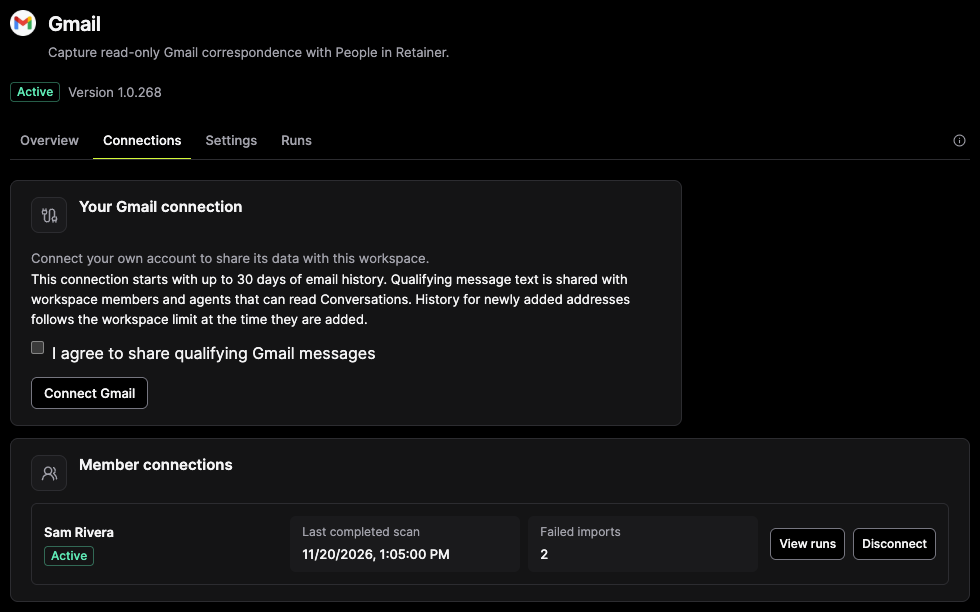 Gmail
Capture read-only Gmail correspondence with People in Retainer.
Active Version 1.0.268
Overview Connections Settings Runs
Your Gmail connection
Connect your own account to share its data with this workspace.
This connection starts with up to 30 days of email history. Qualifying message text is shared with
workspace members and agents that can read Conversations. History for newly added addresses
follows the workspace limit at the time they are added.
I agree to share qualifying Gmail messages
Connect Gmail
Member connections
Sam Rivera
Active
Last completed scan
11/20/2026, 1:05:00 PM
Failed imports
2
View runs
Disconnect